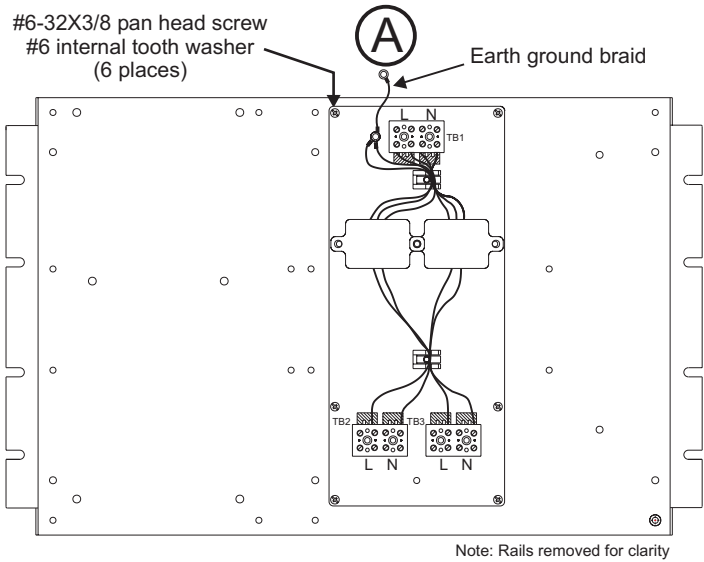 #6-32X3/8 pan head screw
#6 internal tooth washer
(6 places)
A
Earth ground braid
L N
TB1
TB2
TB3
L N
L N
Note: Rails removed for clarity